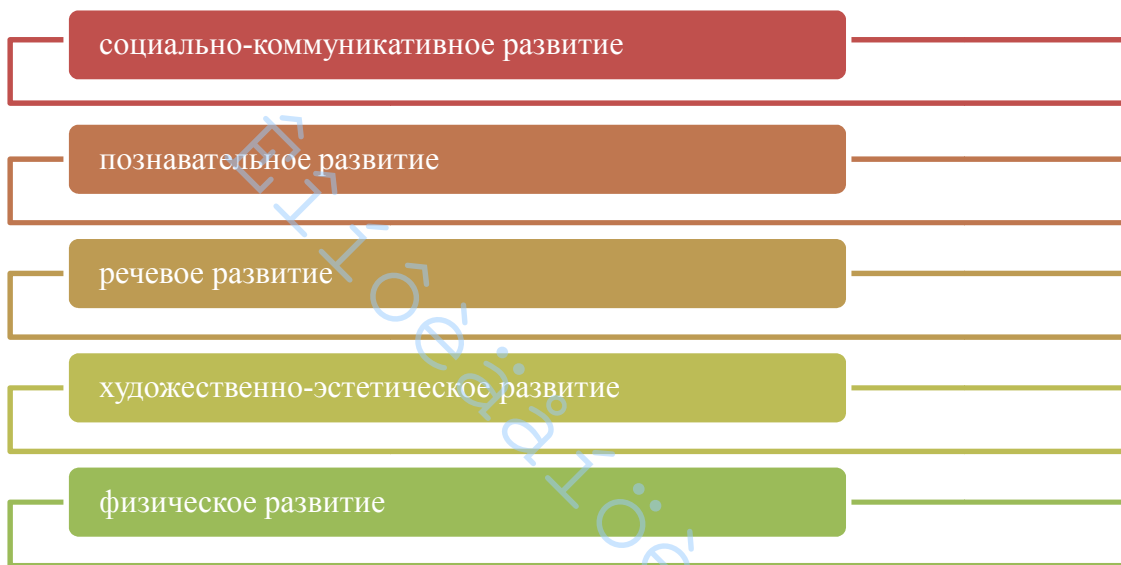 социально-коммуникативное развитие
познавательное развитие
речевое развитие
художественно-эстетическое развитие
физическое развитие